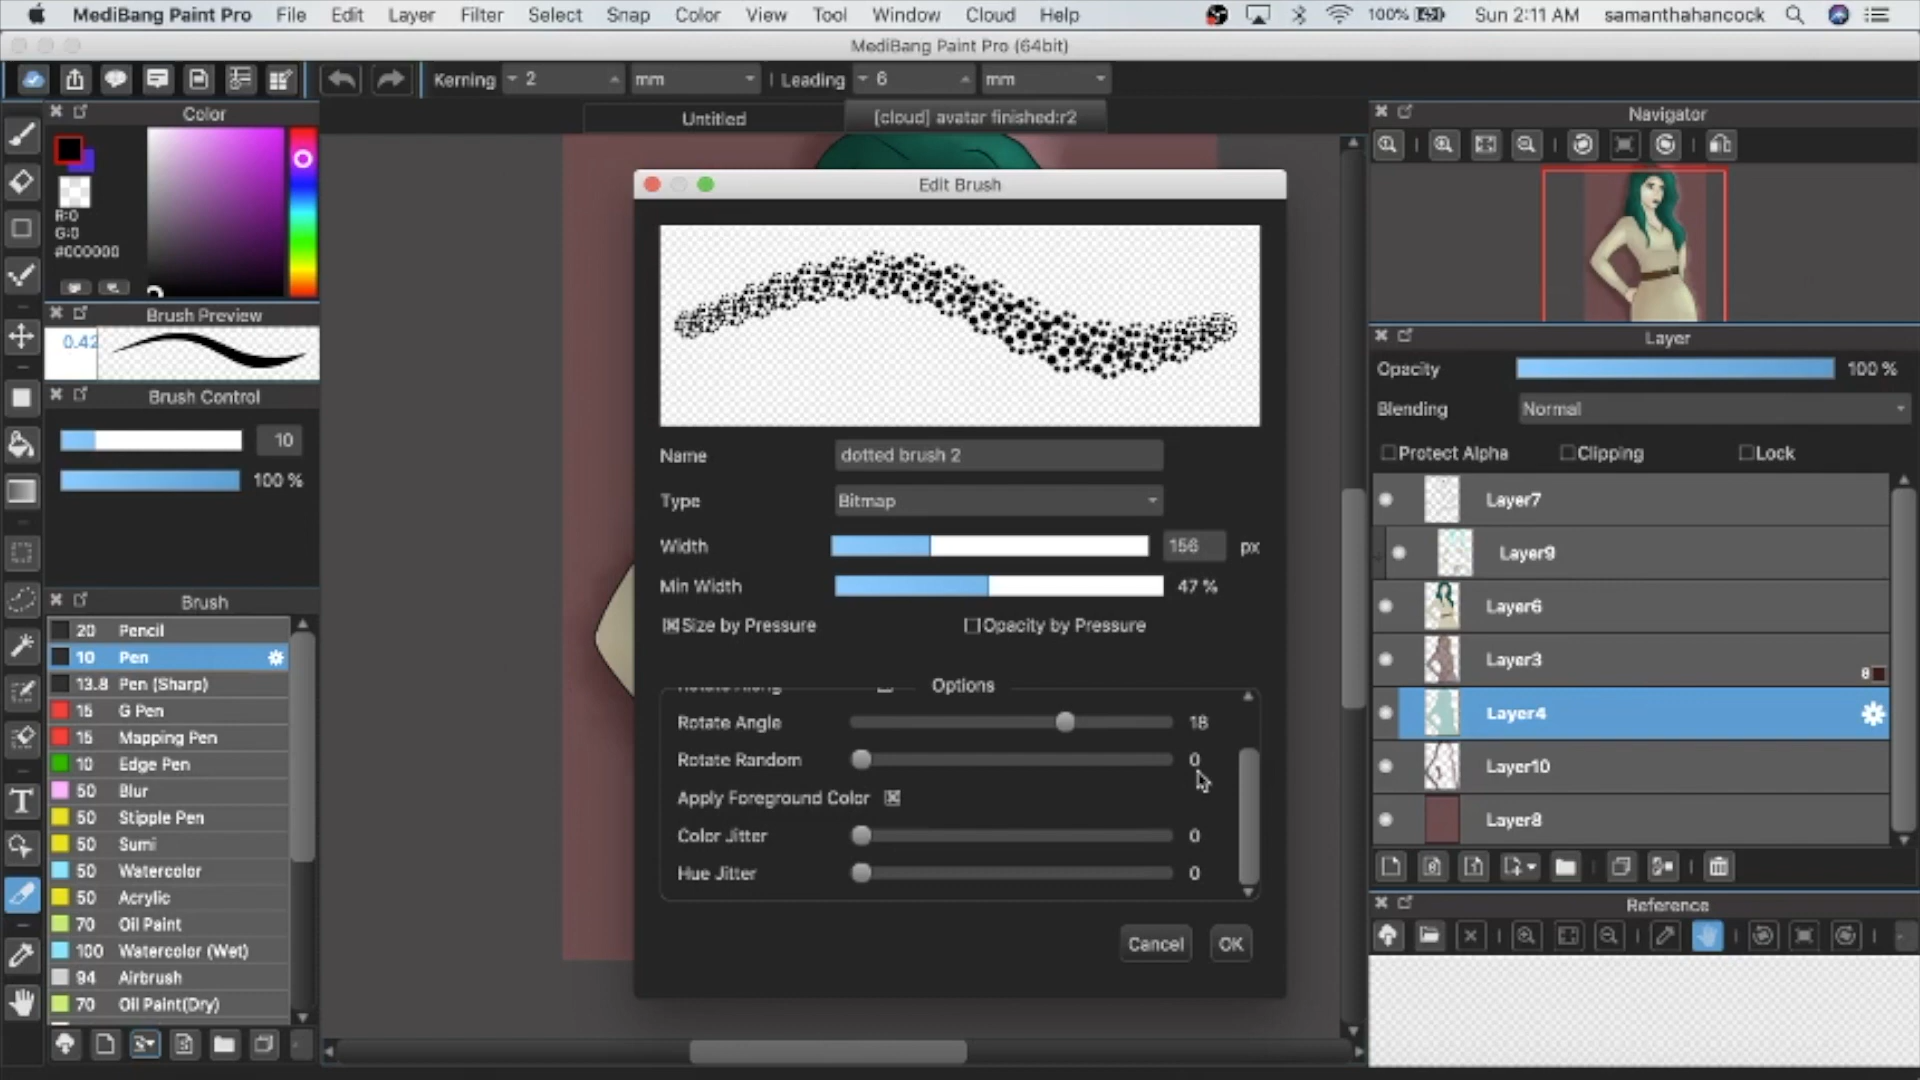 MediBang Paint Pro File Edit Layer Filter Select Snap Color View Tool Window Cloud Help 100% Sun 2:11 AM samanthahancock
MediBang Paint Pro (64bit)
Kerning 2 mm Leading 6 mm
Untitled [cloud] avatar finished:r2
Color
R:0
G:0
#000000
Brush Preview
0.42
Brush Control
10
100 %
Brush
20 Pencil
10 Pen
13.8 Pen (Sharp)
15 G Pen
15 Mapping Pen
10 Edge Pen
50 Blur
50 Stipple Pen
50 Sumi
50 Watercolor
50 Acrylic
70 Oil Paint
100 Watercolor (Wet)
94 Airbrush
70 Oil Paint(Dry)
Edit Brush
Name dotted brush 2
Type Bitmap
Width 156 px
Min Width 47 %
Size by Pressure Opacity by Pressure
Options
Rotate Along
Rotate Angle 18
Rotate Random 0
Apply Foreground Color
Color Jitter 0
Hue Jitter 0
Cancel OK
Navigator
Layer
Opacity 100 %
Blending Normal
Protect Alpha Clipping Lock
Layer7
Layer9
Layer6
Layer3
8
Layer4
Layer10
Layer8
Reference